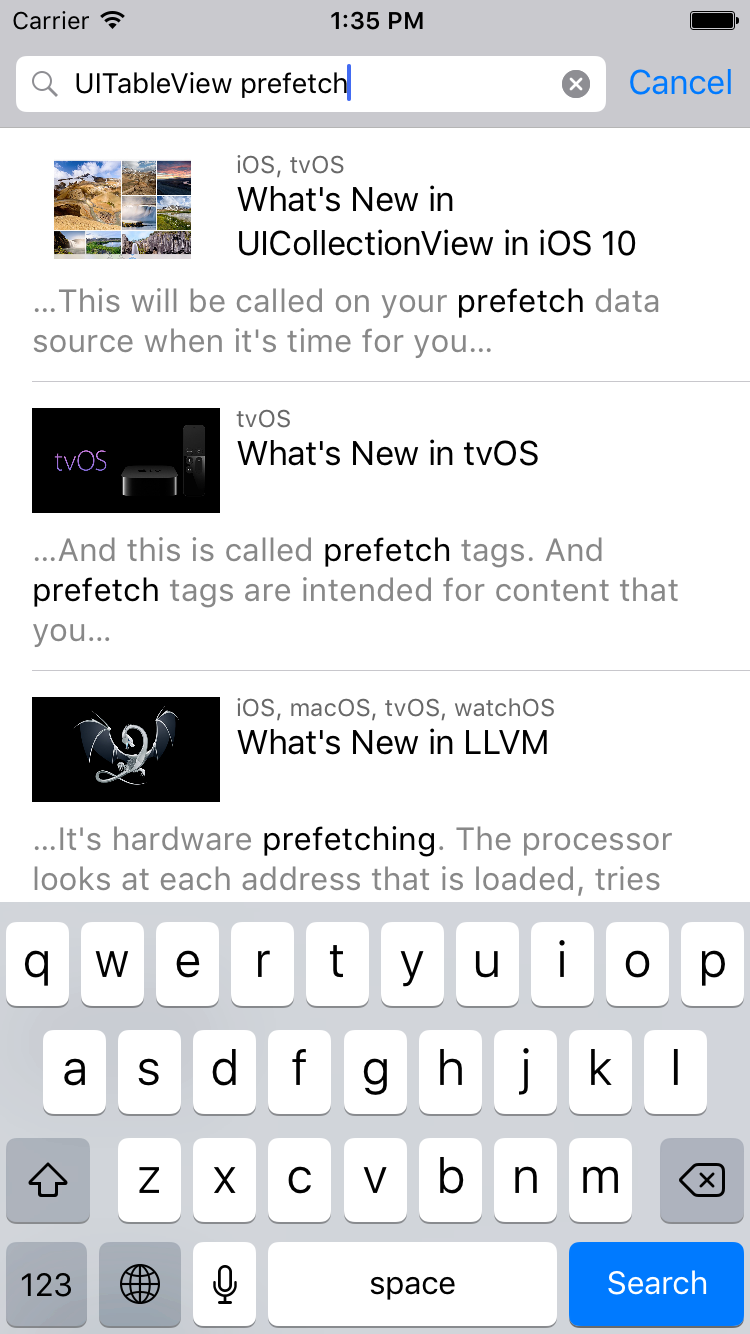 Carrier 1:35 PM
UITableView prefetch Cancel
iOS, tvOS
What's New in
UICollectionView in iOS 10
...This will be called on your prefetch data
source when it's time for you...
tvOS
tvOS
What's New in tvOS
...And this is called prefetch tags. And
prefetch tags are intended for content that
you...
iOS, macOS, tvOS, watchOS
What's New in LLVM
...It's hardware prefetching. The processor
looks at each address that is loaded, tries
q w e r t y u i o p
a s d f g h j k l
z x c v b n m
123 space Search